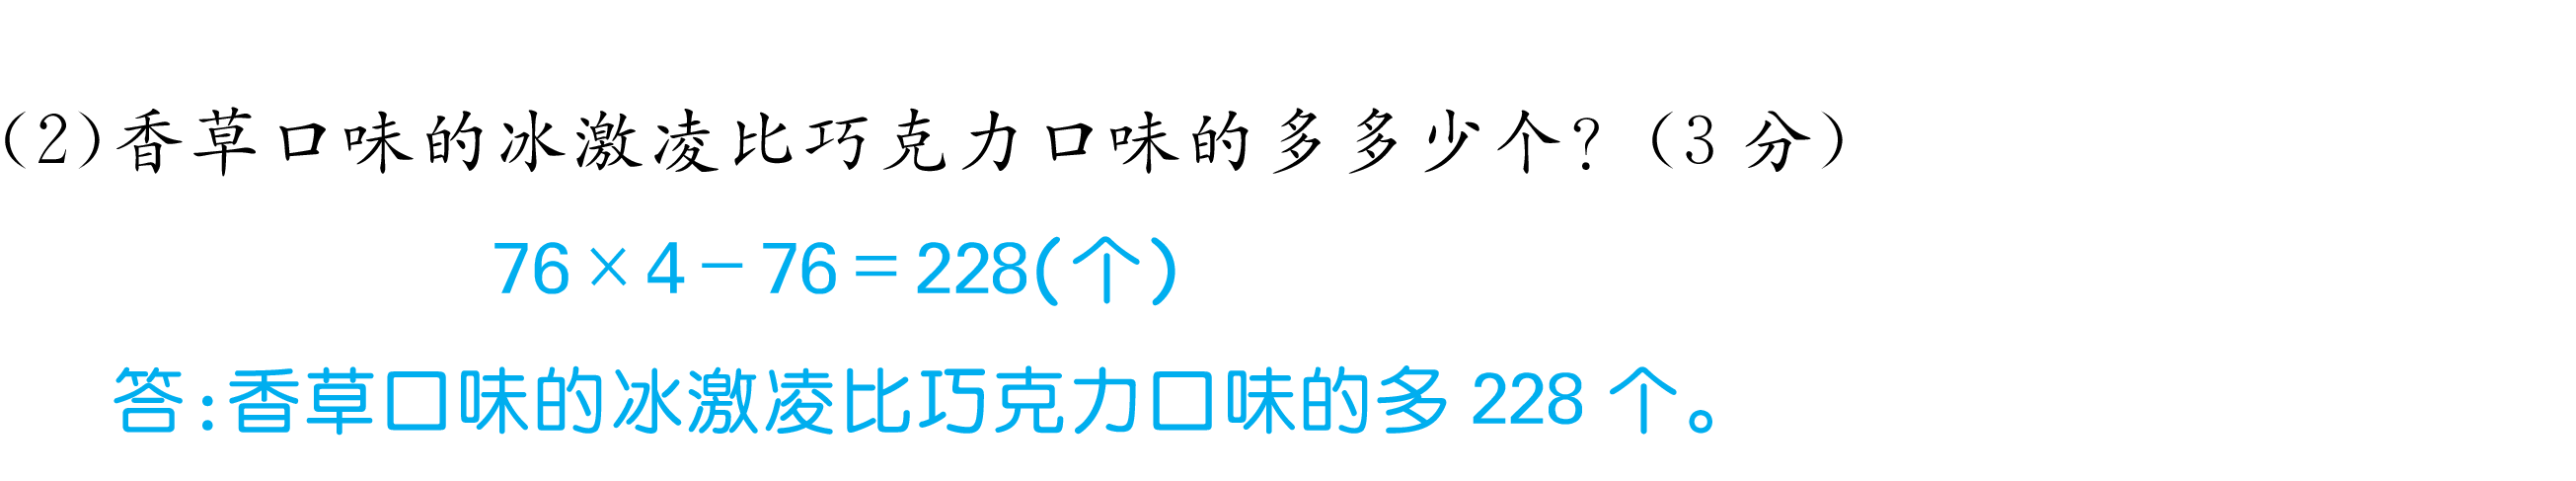 (2)香草口味的冰激凌比巧克力口味的多多少个?(3 分)
76×4-76=228(个)
答:香草口味的冰激凌比巧克力口味的多 228 个。